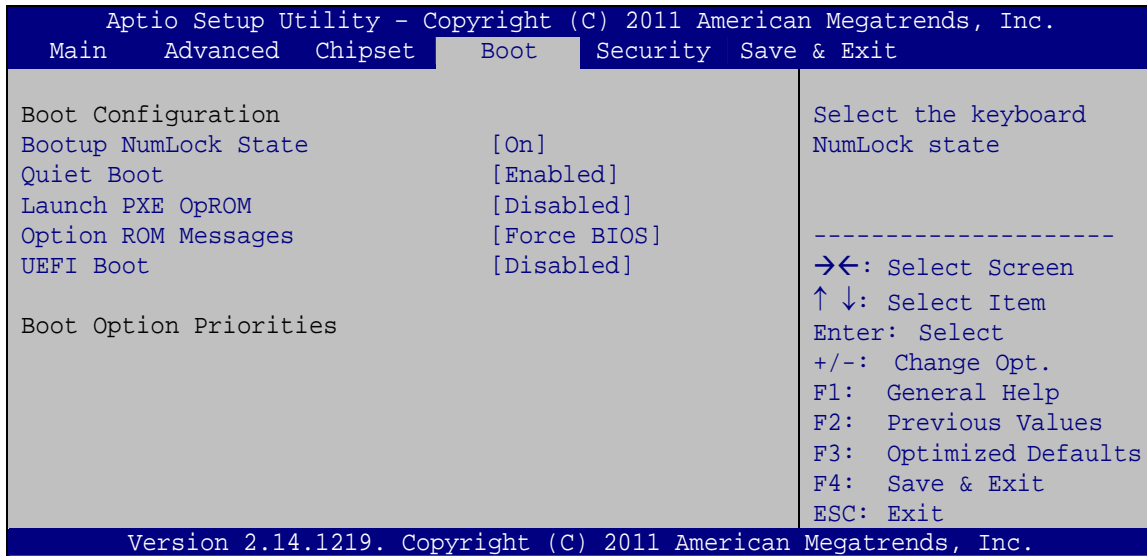 Aptio Setup Utility – Copyright (C) 2011 American Megatrends, Inc.
Main Advanced Chipset Boot Security Save & Exit
Boot Configuration
Bootup NumLock State [On]
Quiet Boot [Enabled]
Launch PXE OpROM [Disabled]
Option ROM Messages [Force BIOS]
UEFI Boot [Disabled]
Boot Option Priorities
Select the keyboard
NumLock state
---------------------
→←: Select Screen
↑ ↓: Select Item
Enter: Select
+/-: Change Opt.
F1: General Help
F2: Previous Values
F3: Optimized Defaults
F4: Save & Exit
ESC: Exit
Version 2.14.1219. Copyright (C) 2011 American Megatrends, Inc.